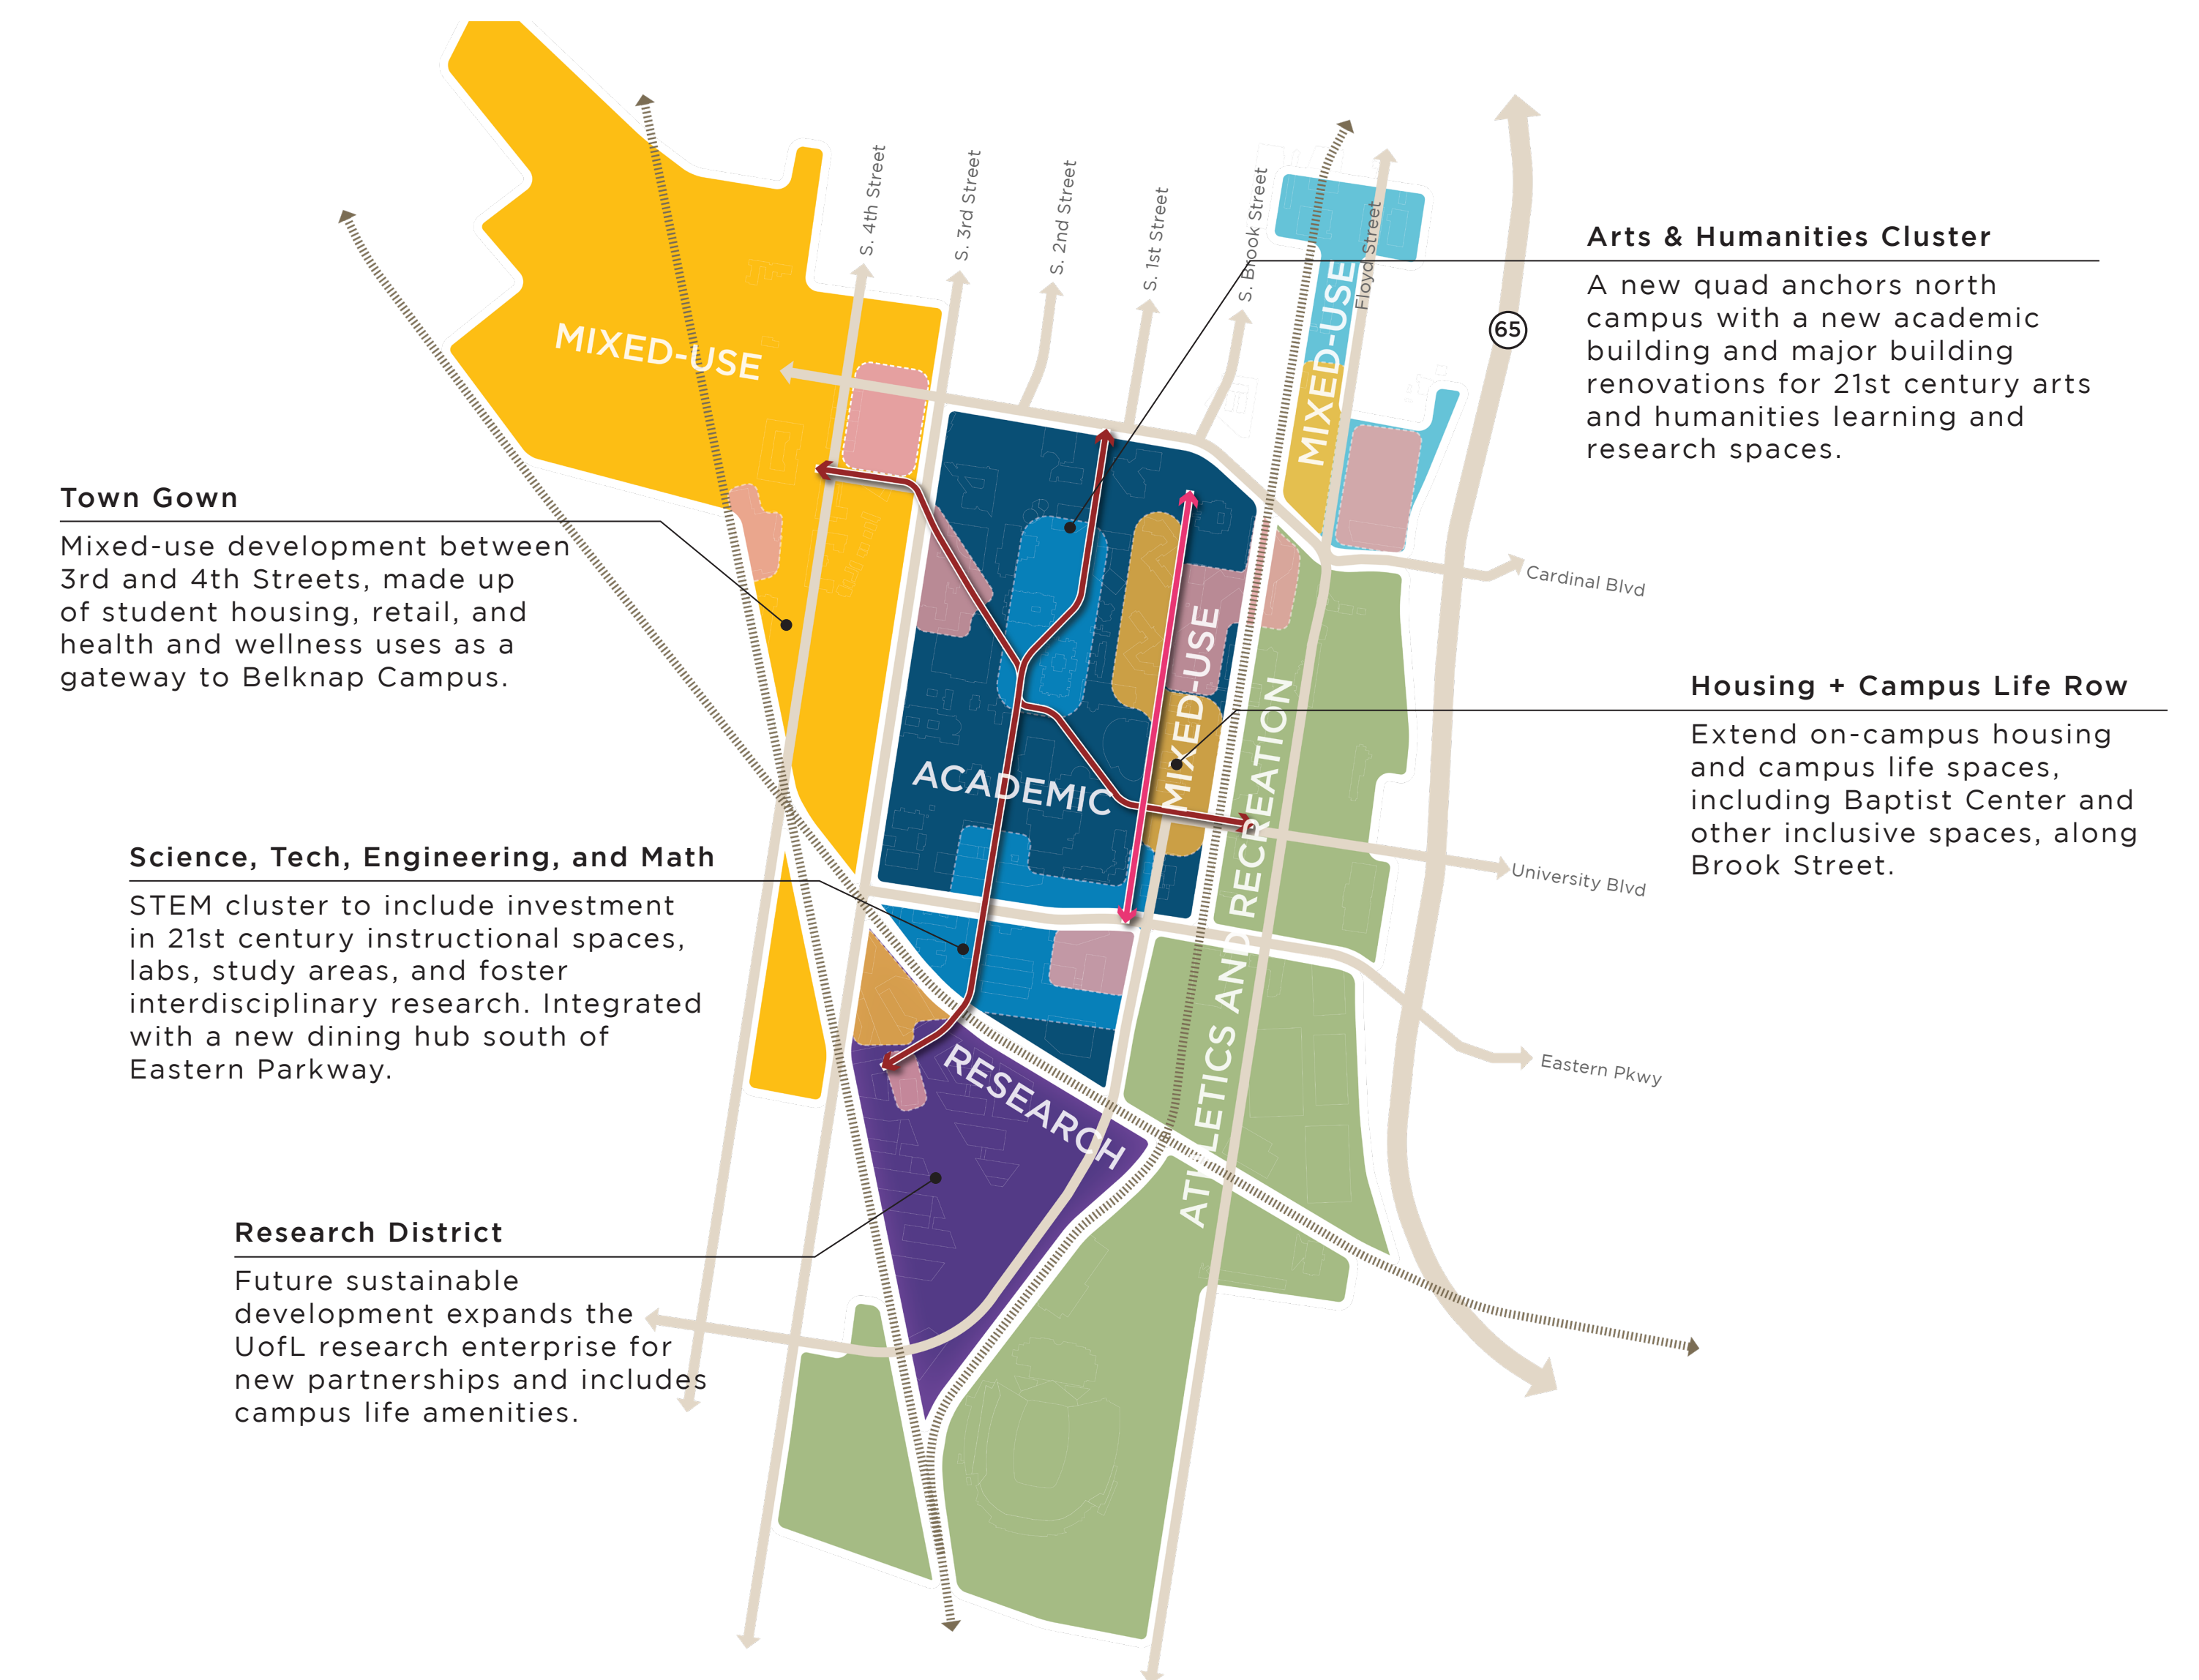 S. 4th Street
S. 3rd Street
S. 2nd Street
S. 1st Street
S. Brook Street
Floyd Street
65
MIXED-USE
MIXED-USE
Arts & Humanities Cluster
A new quad anchors north
campus with a new academic
building and major building
renovations for 21st century arts
and humanities learning and
research spaces.
Town Gown
Mixed-use development between
3rd and 4th Streets, made up
of student housing, retail, and
health and wellness uses as a
gateway to Belknap Campus.
Cardinal Blvd
MIXED-USE
ACADEMIC
ATHLETICS AND RECREATION
Housing + Campus Life Row
Extend on-campus housing
and campus life spaces,
including Baptist Center and
other inclusive spaces, along
Brook Street.
University Blvd
Science, Tech, Engineering, and Math
STEM cluster to include investment
in 21st century instructional spaces,
labs, study areas, and foster
interdisciplinary research. Integrated
with a new dining hub south of
Eastern Parkway.
Eastern Pkwy
RESEARCH
Research District
Future sustainable
development expands the
UofL research enterprise for
new partnerships and includes
campus life amenities.